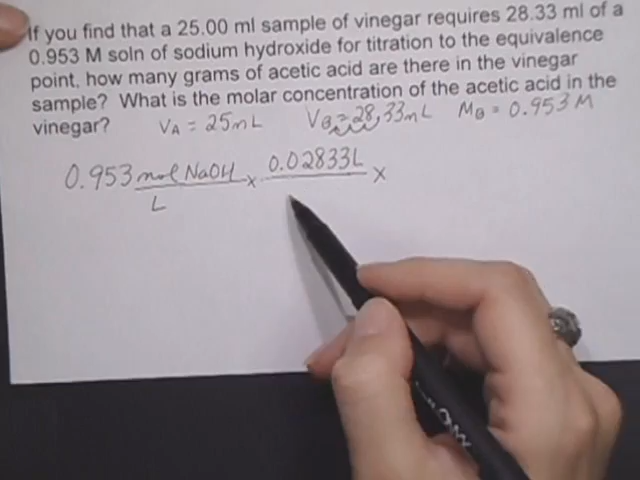 If you find that a 25.00 ml sample of vinegar requires 28.33 ml of a
0.953 M soln of sodium hydroxide for titration to the equivalence
point, how many grams of acetic acid are there in the vinegar
sample? What is the molar concentration of the acetic acid in the
vinegar? VA = 25mL VB = 28.33mL MB = 0.953 M
0.953 mol NaOH x 0.02833L x
L